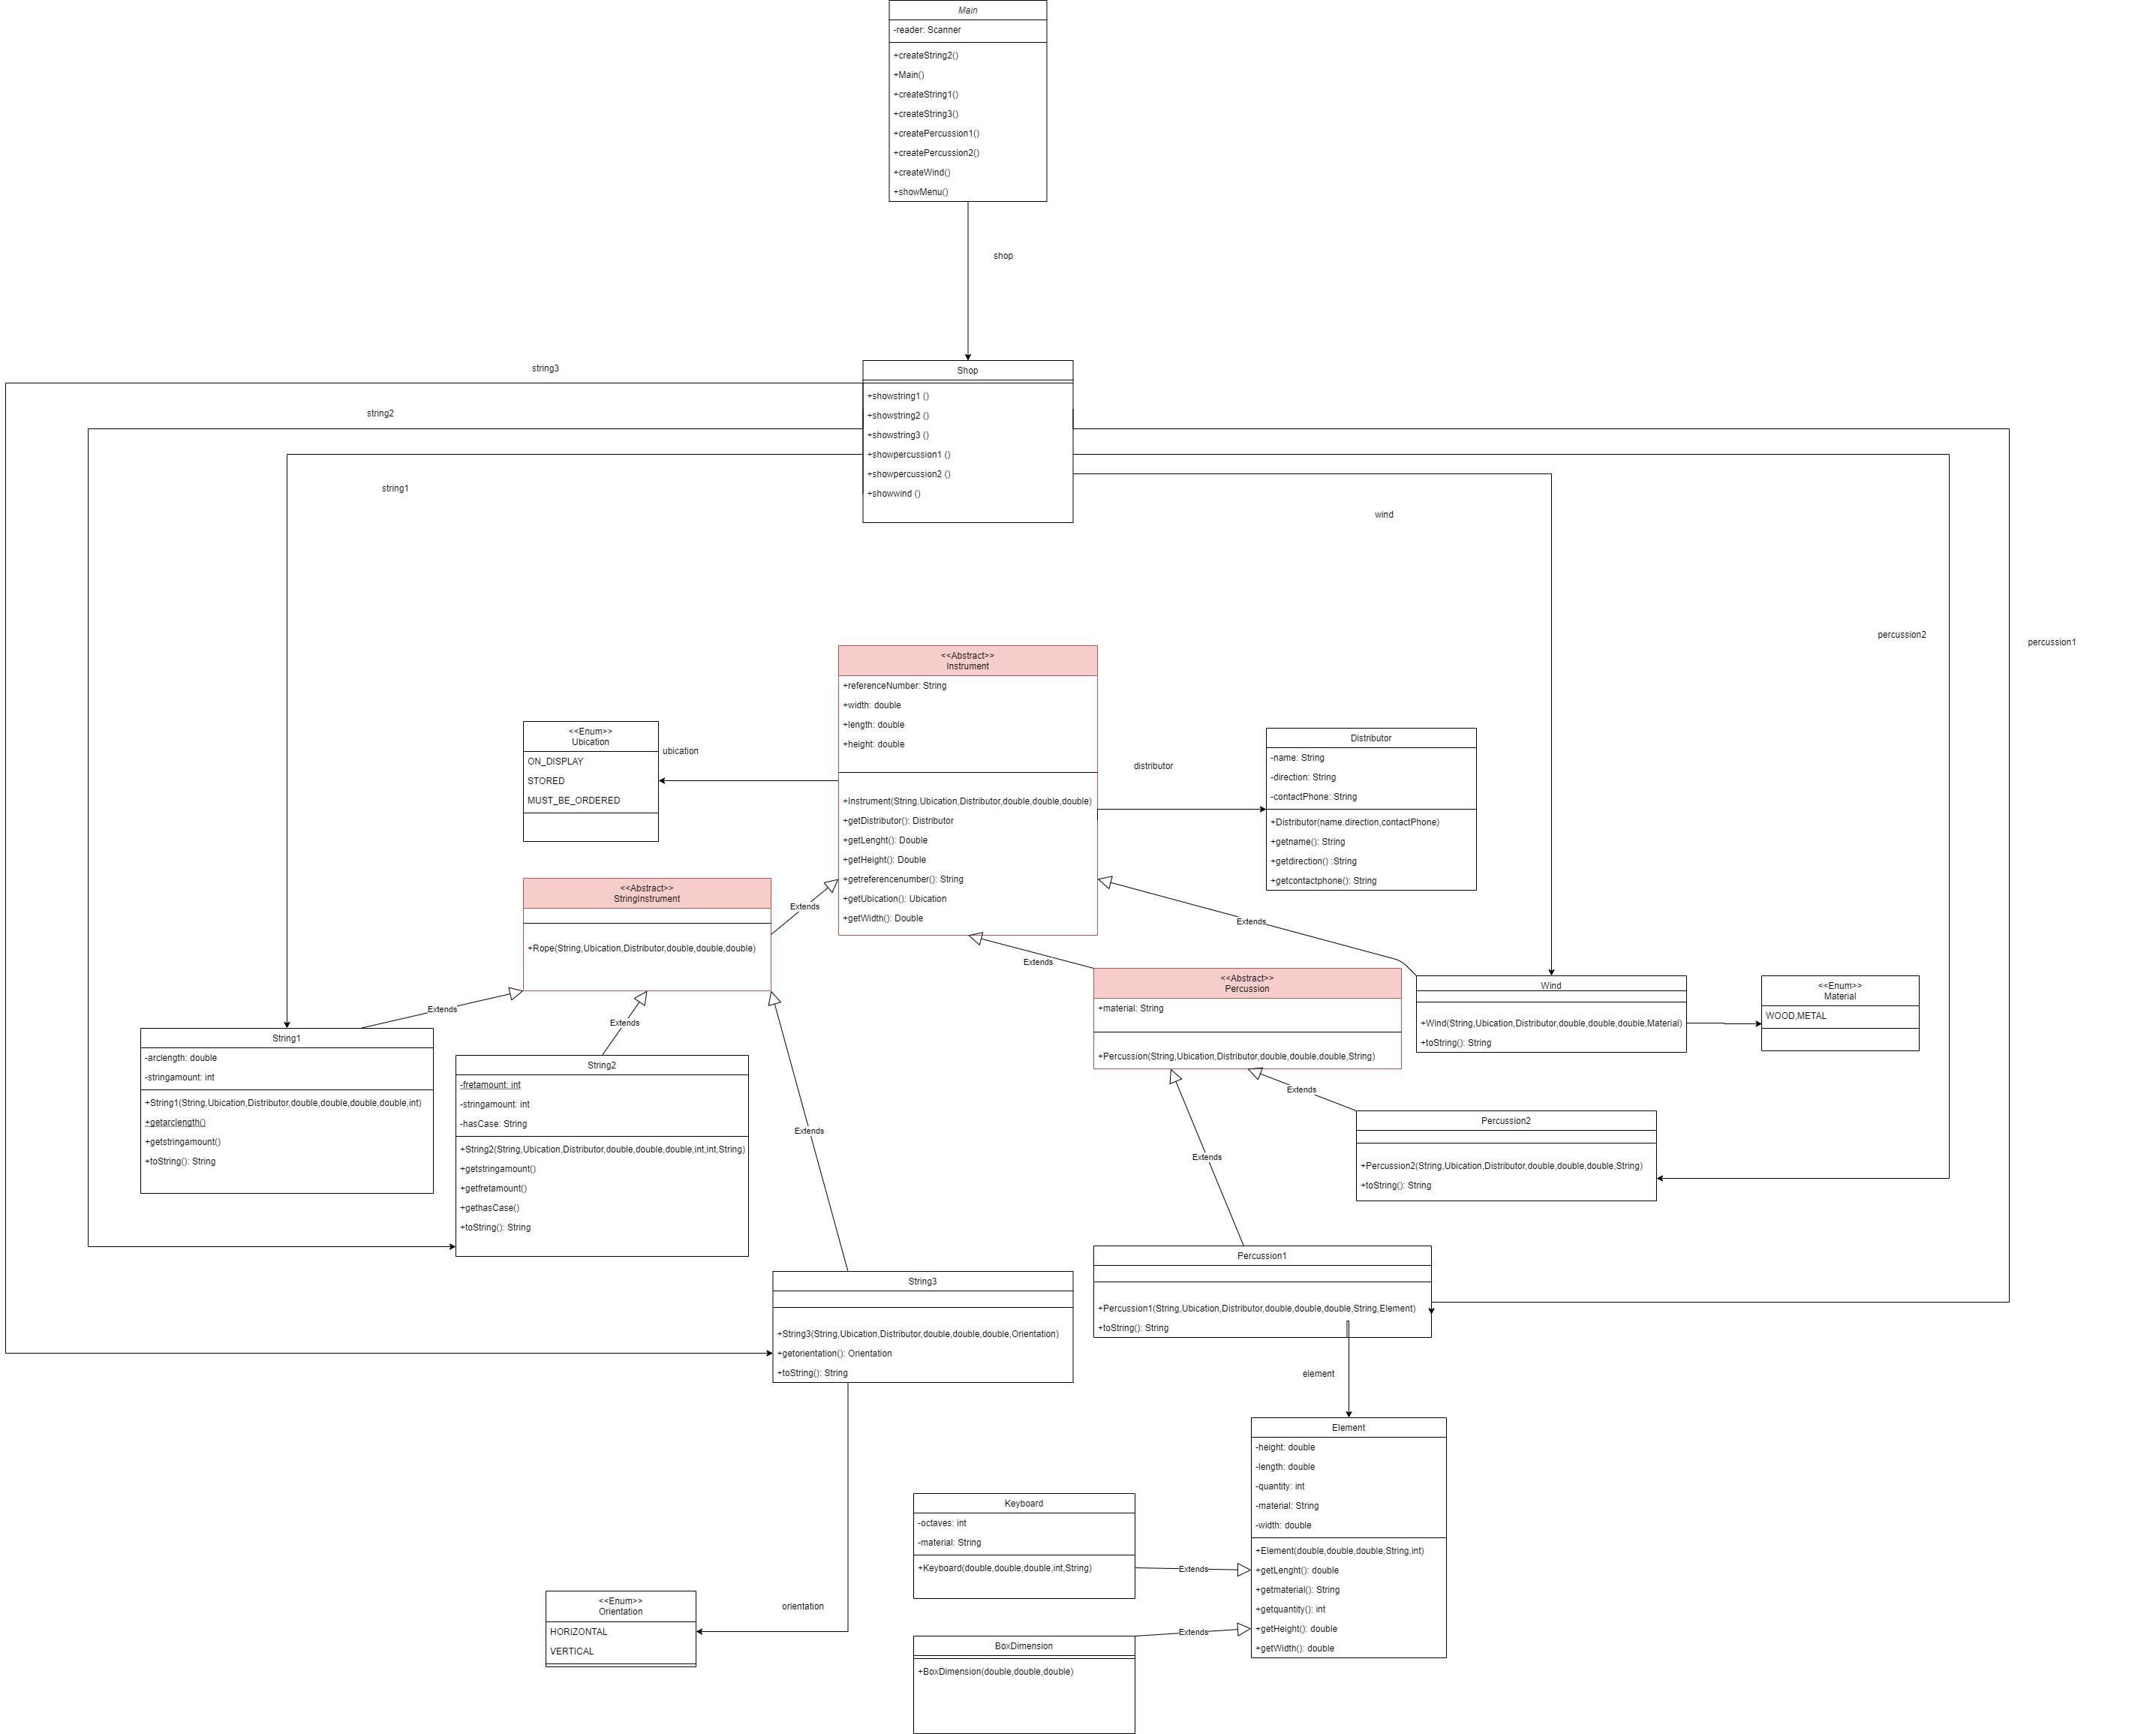 Main
-reader: Scanner
+createString2()
+Main()
+createString1()
+createString3()
+createPercussion1()
+createPercussion2()
+createWind()
+showMenu()
shop
Shop
+showstring1 ()
+showstring2 ()
+showstring3 ()
+showpercussion1 ()
+showpercussion2 ()
+showwind ()
string3
string2
string1
wind
percussion2
percussion1
<<Abstract>>
Instrument
+referenceNumber: String
+width: double
+length: double
+height: double
+Instrument(String,Ubication,Distributor,double,double,double)
+getDistributor(): Distributor
+getLenght(): Double
+getHeight(): Double
+getreferencenumber(): String
+getUbication(): Ubication
+getWidth(): Double
<<Enum>>
Ubication
ON_DISPLAY
STORED
MUST_BE_ORDERED
ubication
distributor
Distributor
-name: String
-direction: String
-contactPhone: String
+Distributor(name.direction,contactPhone)
+getname(): String
+getdirection() :String
+getcontactphone(): String
<<Abstract>>
StringInstrument
+Rope(String,Ubication,Distributor,double,double,double)
Extends
Extends
Extends
<<Abstract>>
Percussion
+material: String
+Percussion(String,Ubication,Distributor,double,double,double,String)
Wind
+Wind(String,Ubication,Distributor,double,double,double,Material)
+toString(): String
<<Enum>>
Material
WOOD,METAL
Extends
Extends
Extends
String1
-arclength: double
-stringamount: int
+String1(String,Ubication,Distributor,double,double,double,double,int)
+getarclength()
+getstringamount()
+toString(): String
String2
-fretamount: int
-stringamount: int
-hasCase: String
+String2(String,Ubication,Distributor,double,double,double,int,int,String)
+getstringamount()
+getfretamount()
+gethasCase()
+toString(): String
Extends
Extends
Percussion2
+Percussion2(String,Ubication,Distributor,double,double,double,String)
+toString(): String
String3
+String3(String,Ubication,Distributor,double,double,double,Orientation)
+getorientation(): Orientation
+toString(): String
Percussion1
+Percussion1(String,Ubication,Distributor,double,double,double,String,Element)
+toString(): String
element
Element
-height: double
-length: double
-quantity: int
-material: String
-width: double
+Element(double,double,double,String,int)
+getLenght(): double
+getmaterial(): String
+getquantity(): int
+getHeight(): double
+getWidth(): double
Keyboard
-octaves: int
-material: String
+Keyboard(double,double,double,int,String)
Extends
<<Enum>>
Orientation
HORIZONTAL
VERTICAL
orientation
Extends
BoxDimension
+BoxDimension(double,double,double)